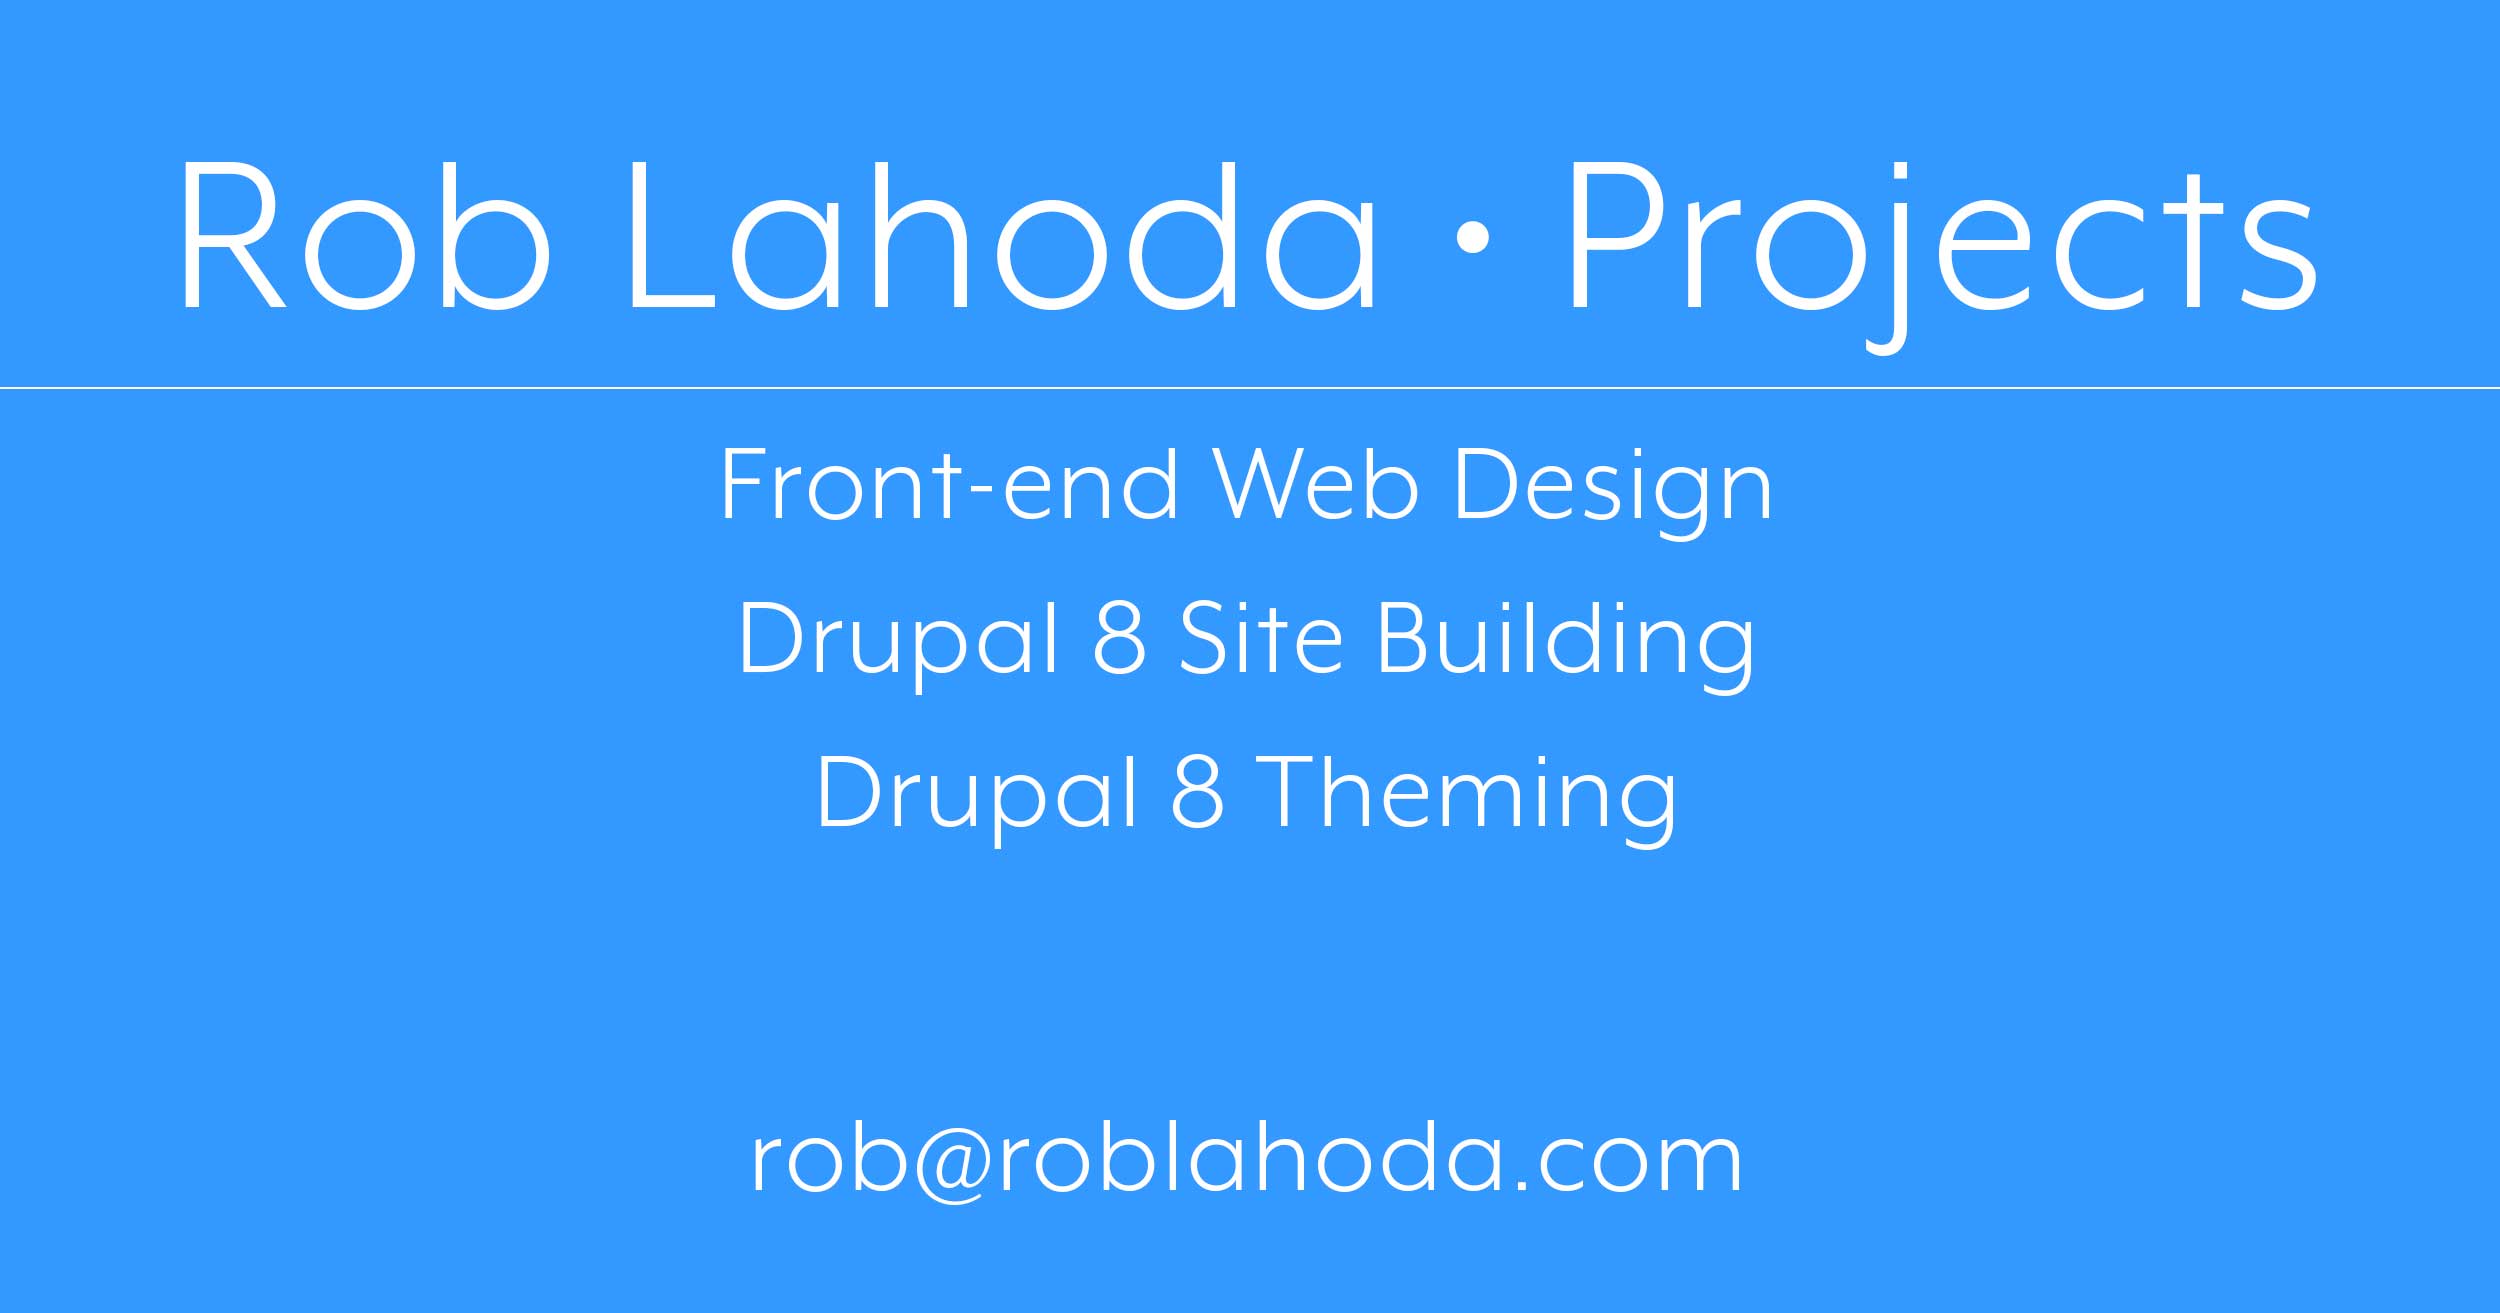 Rob Lahoda • Projects
Front-end Web Design
Drupal 8 Site Building
Drupal 8 Theming
rob@roblahoda.com